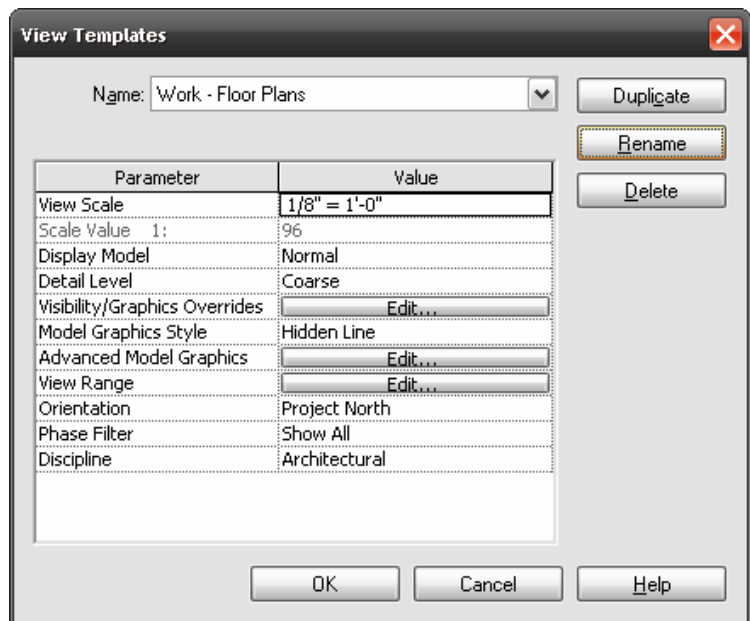 View Templates
Name: Work - Floor Plans
Duplicate
Rename
Delete
Parameter Value
View Scale 1/8" = 1'-0"
Scale Value 1: 96
Display Model Normal
Detail Level Coarse
Visibility/Graphics Overrides Edit...
Model Graphics Style Hidden Line
Advanced Model Graphics Edit...
View Range Edit...
Orientation Project North
Phase Filter Show All
Discipline Architectural
OK Cancel Help